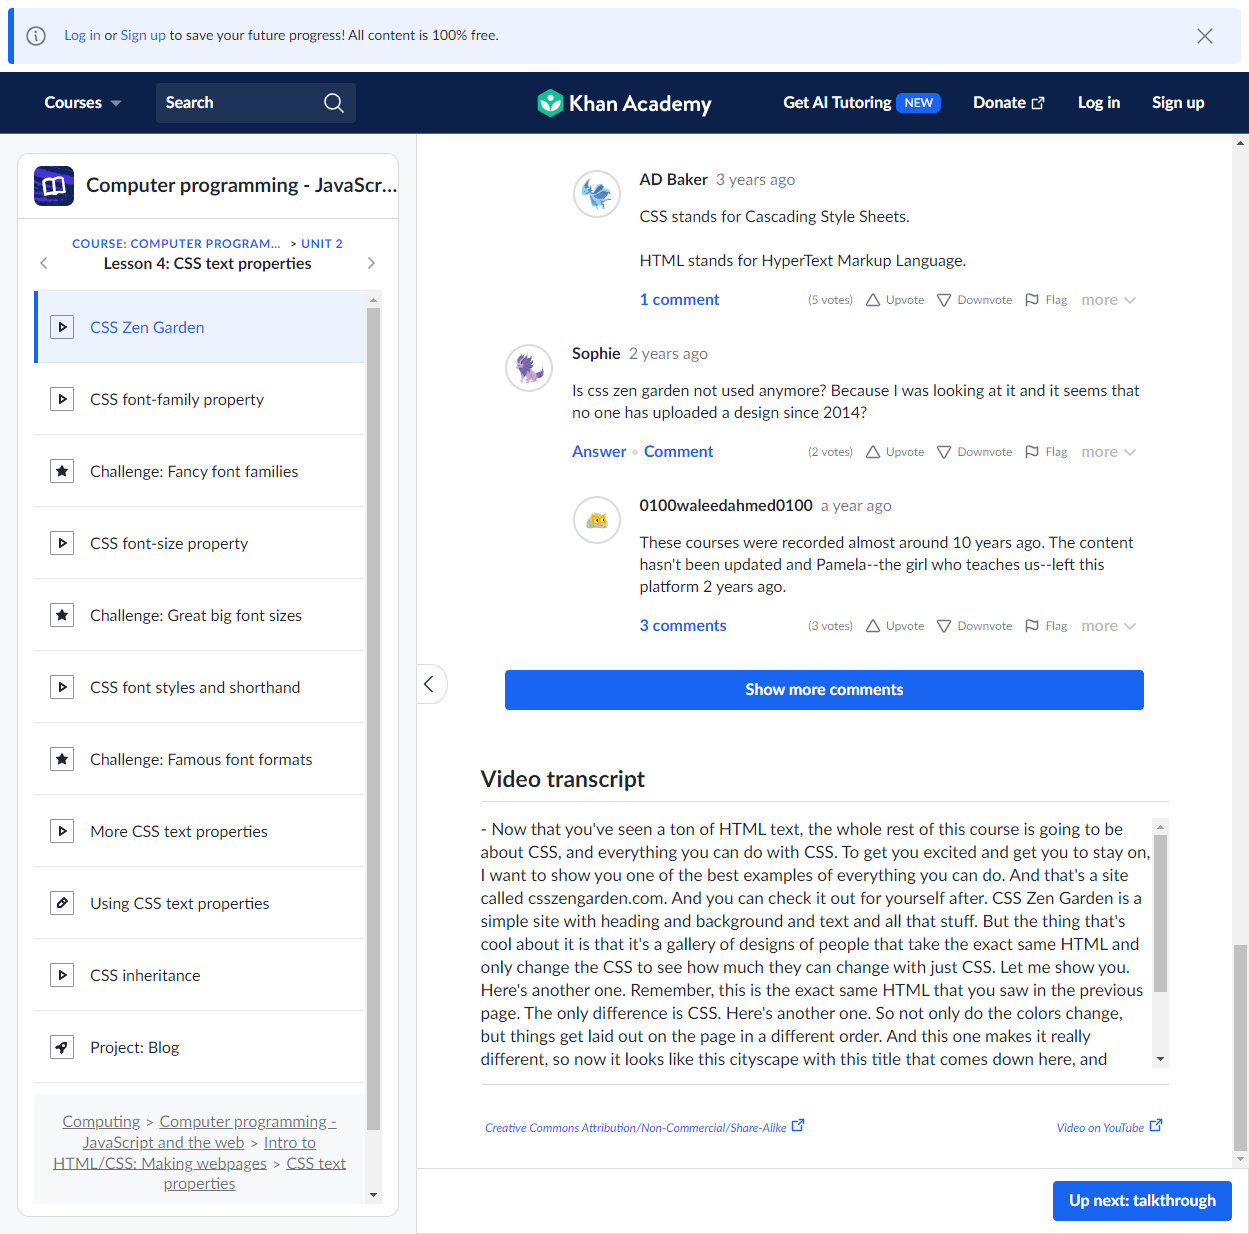 Log in or Sign up to save your future progress! All content is 100% free.
Courses
Search
Khan Academy
Get AI Tutoring NEW
Donate
Log in
Sign up
Computer programming - JavaScr...
COURSE: COMPUTER PROGRAM... > UNIT 2
Lesson 4: CSS text properties
CSS Zen Garden
CSS font-family property
Challenge: Fancy font families
CSS font-size property
Challenge: Great big font sizes
CSS font styles and shorthand
Challenge: Famous font formats
More CSS text properties
Using CSS text properties
CSS inheritance
Project: Blog
Computing > Computer programming -
JavaScript and the web > Intro to
HTML/CSS: Making webpages > CSS text
properties
AD Baker 3 years ago
CSS stands for Cascading Style Sheets.
HTML stands for HyperText Markup Language.
1 comment (5 votes) Upvote Downvote Flag more
Sophie 2 years ago
Is css zen garden not used anymore? Because I was looking at it and it seems that
no one has uploaded a design since 2014?
Answer • Comment (2 votes) Upvote Downvote Flag more
0100waleedahmed0100 a year ago
These courses were recorded almost around 10 years ago. The content
hasn't been updated and Pamela--the girl who teaches us--left this
platform 2 years ago.
3 comments (3 votes) Upvote Downvote Flag more
Show more comments
Video transcript
- Now that you've seen a ton of HTML text, the whole rest of this course is going to be
about CSS, and everything you can do with CSS. To get you excited and get you to stay on,
I want to show you one of the best examples of everything you can do. And that's a site
called csszengarden.com. And you can check it out for yourself after. CSS Zen Garden is a
simple site with heading and background and text and all that stuff. But the thing that's
cool about it is that it's a gallery of designs of people that take the exact same HTML and
only change the CSS to see how much they can change with just CSS. Let me show you.
Here's another one. Remember, this is the exact same HTML that you saw in the previous
page. The only difference is CSS. Here's another one. So not only do the colors change,
but things get laid out on the page in a different order. And this one makes it really
different, so now it looks like this cityscape with this title that comes down here, and
Creative Commons Attribution/Non-Commercial/Share-Alike
Video on YouTube
Up next: talkthrough